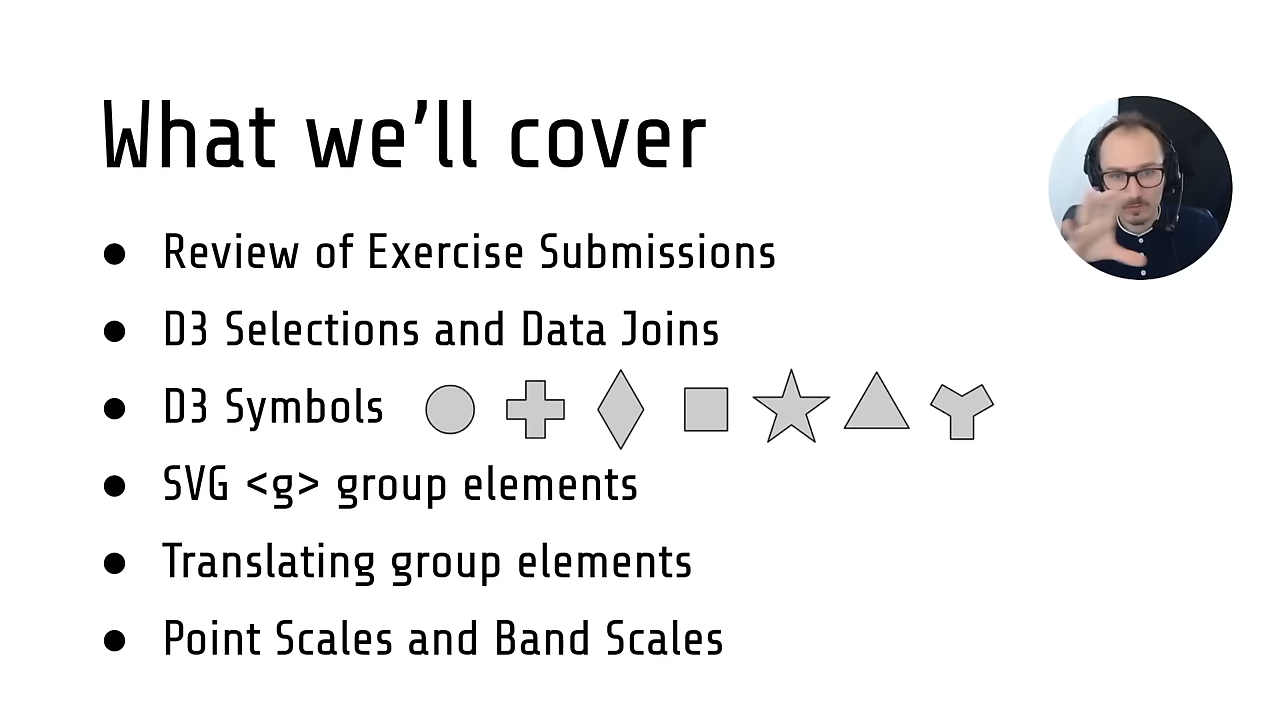 What we’ll cover
● Review of Exercise Submissions
● D3 Selections and Data Joins
● D3 Symbols
● SVG <g> group elements
● Translating group elements
● Point Scales and Band Scales